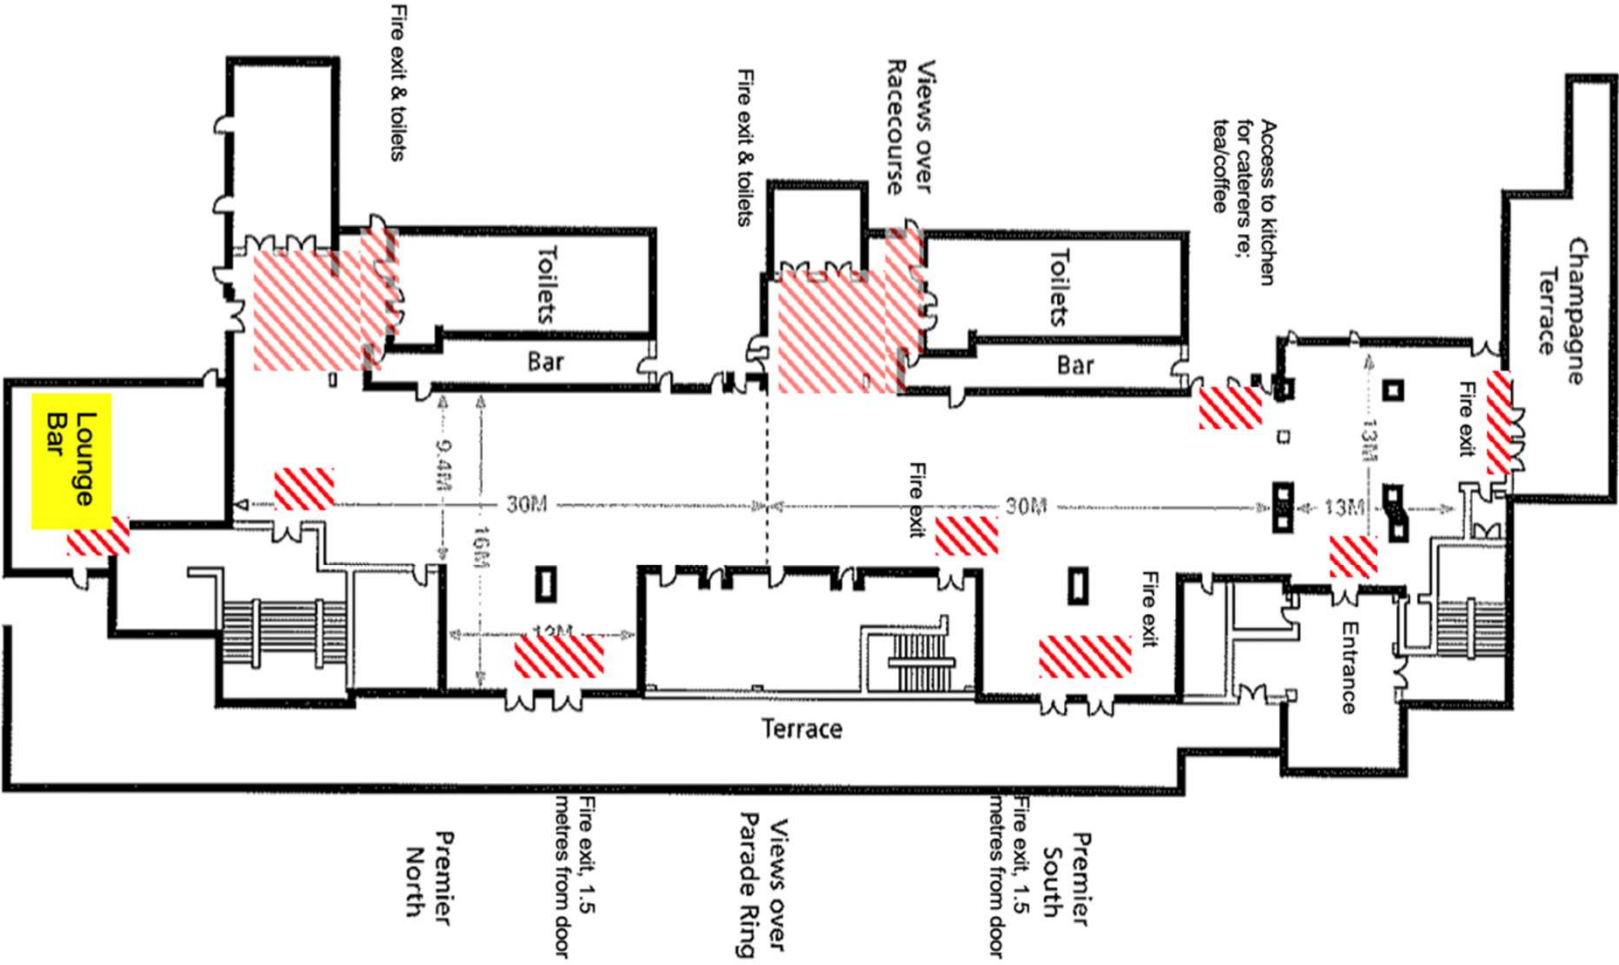 Fire exit & toilets
Fire exit & toilets
Views over
Racecourse
Access to kitchen
for caterers re;
tea/coffee
Champagne
Terrace
Toilets
Toilets
Bar
Bar
Fire exit
Lounge
Bar
9.4M
16M
30M
Fire exit
30M
13M
13M
12M
Fire exit
Entrance
Terrace
Premier
North
Fire exit, 1.5
metres from door
Views over
Parade Ring
Fire exit, 1.5
metres from door
Premier
South